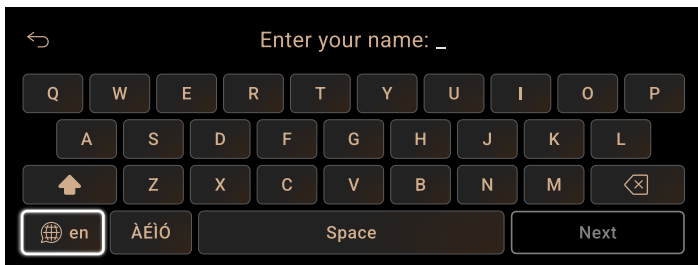 Enter your name: _
Q W E R T Y U I O P
A S D F G H J K L
Z X C V B N M
en ÀÉÌÓ Space Next